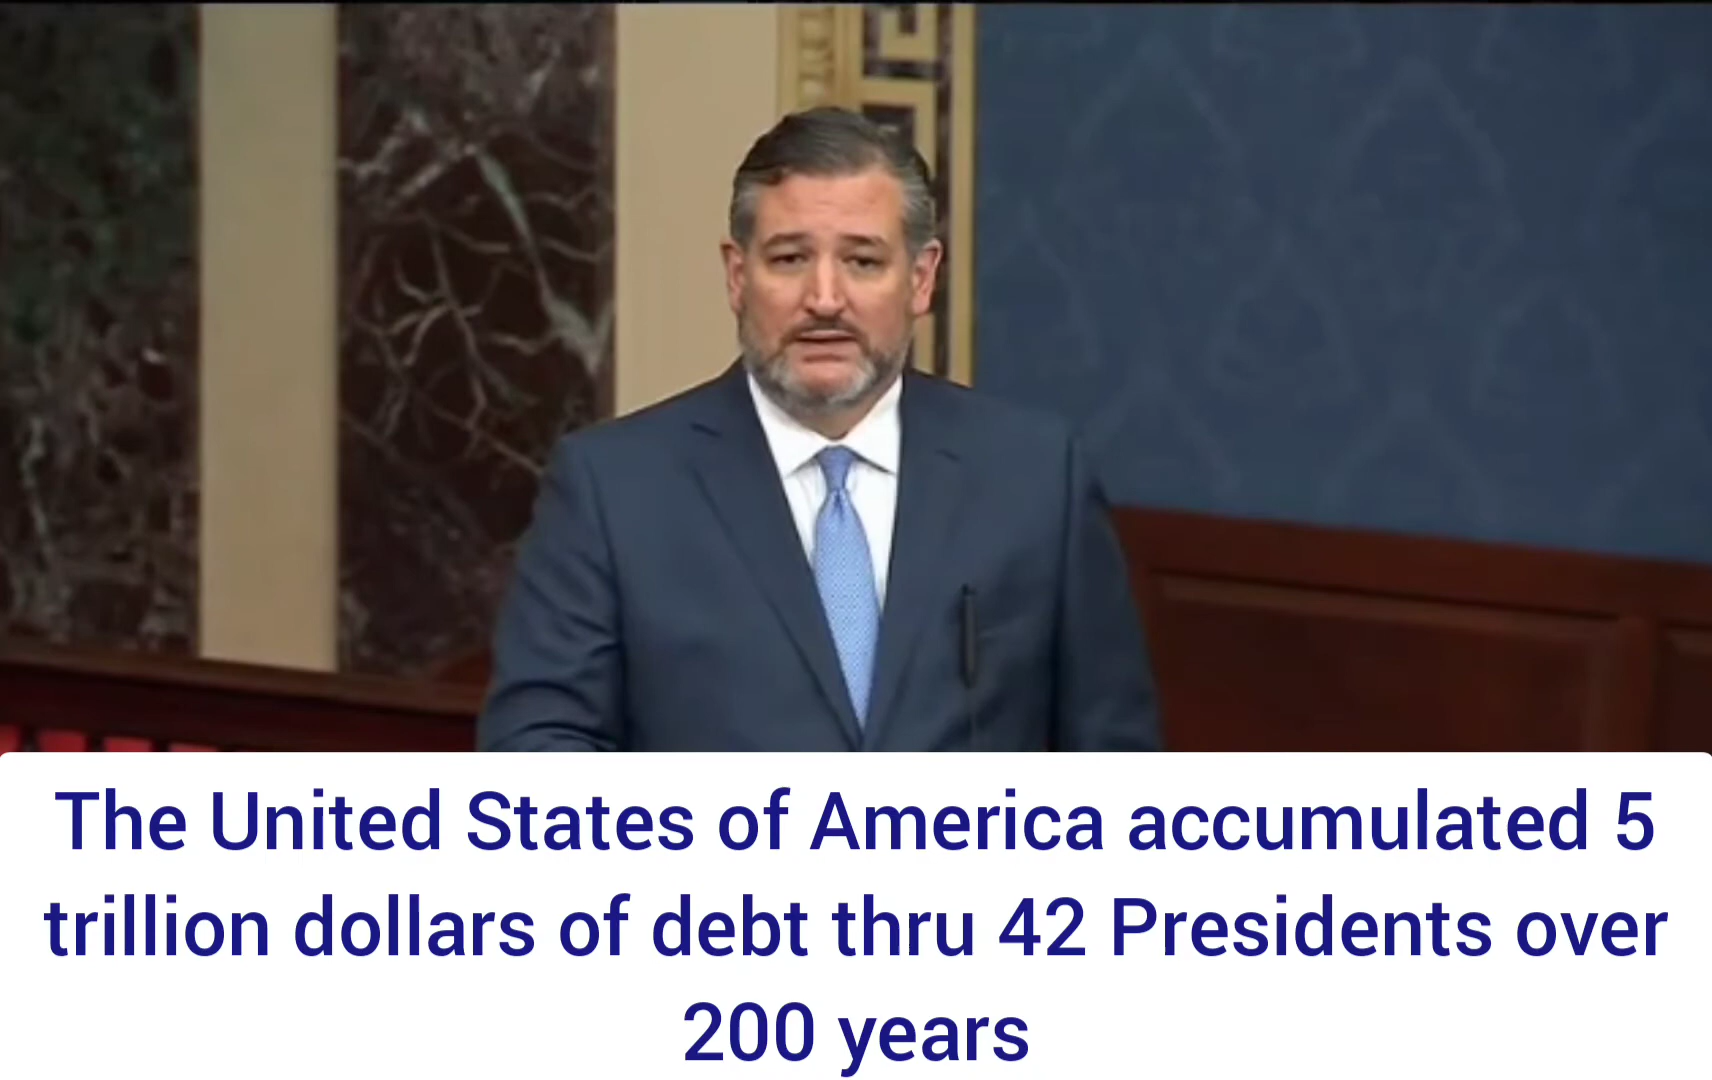 The United States of America accumulated 5
trillion dollars of debt thru 42 Presidents over
200 years